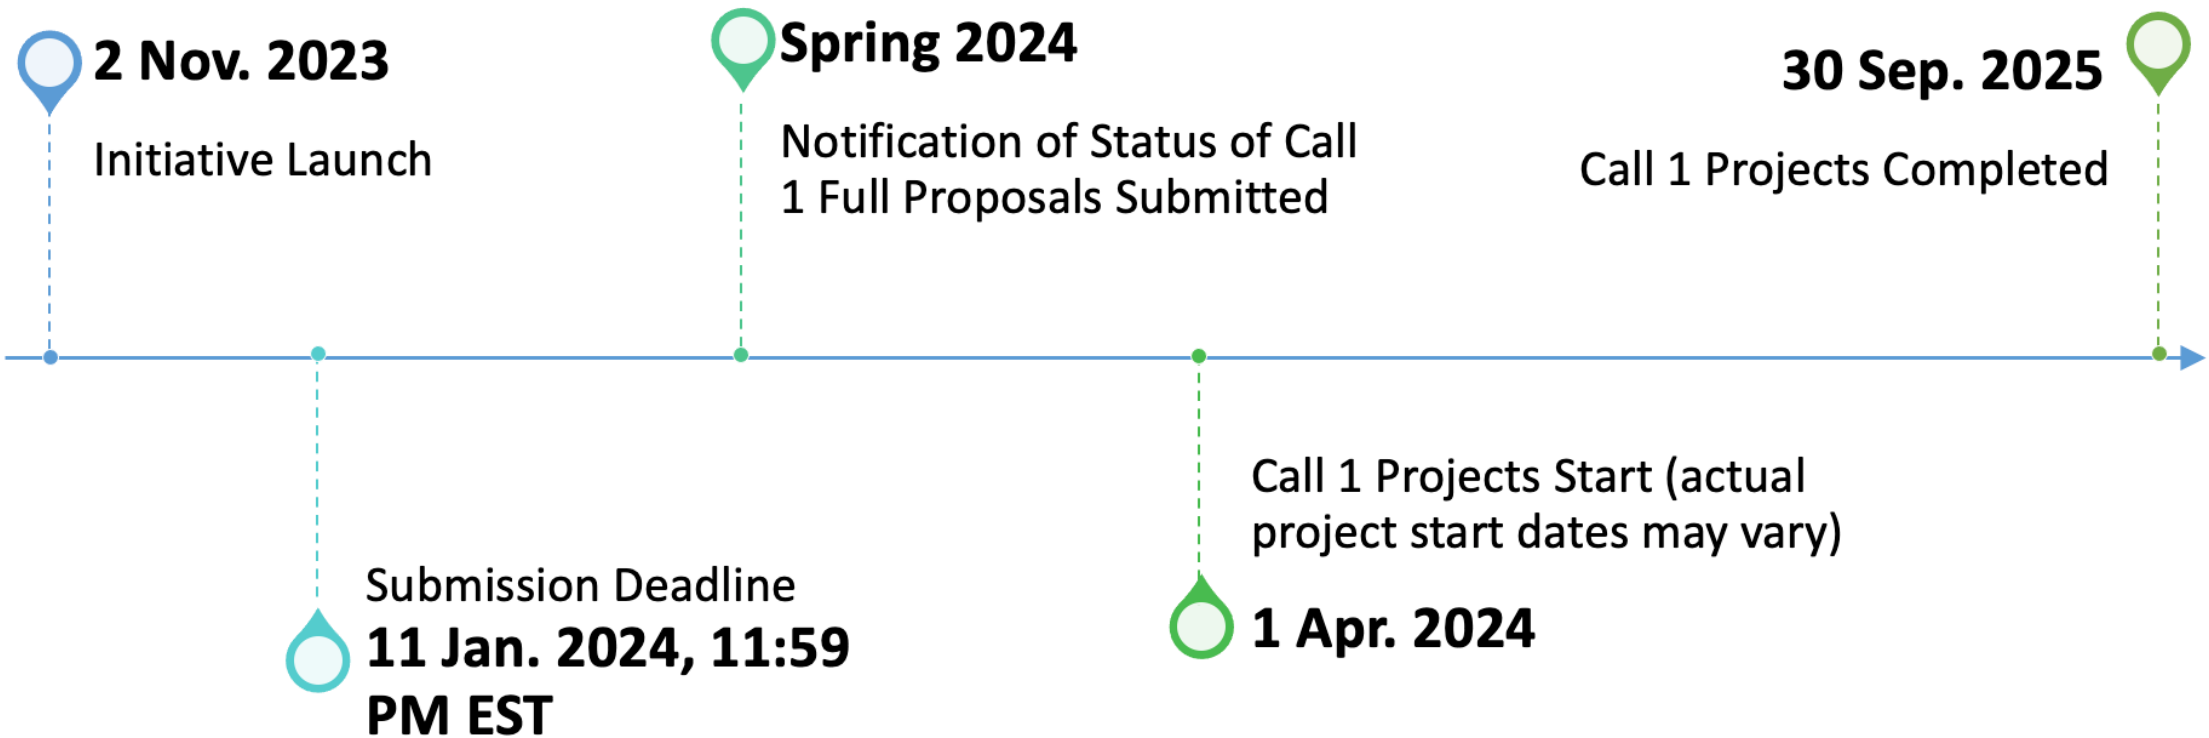 2 Nov. 2023
Initiative Launch
Submission Deadline
11 Jan. 2024, 11:59
PM EST
Spring 2024
Notification of Status of Call
1 Full Proposals Submitted
Call 1 Projects Start (actual
project start dates may vary)
1 Apr. 2024
30 Sep. 2025
Call 1 Projects Completed